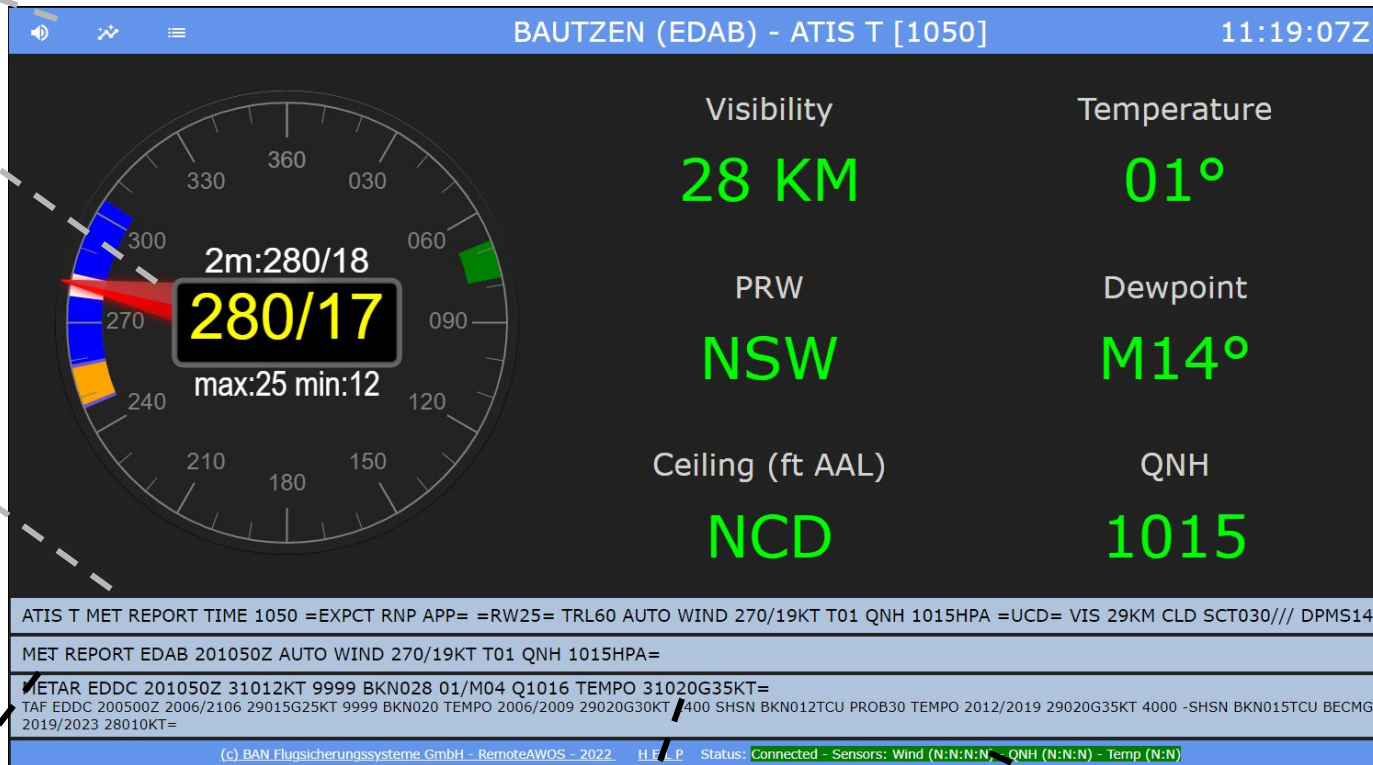 BAUTZEN (EDAB) - ATIS T [1050]
11:19:07Z
360
330
030
300
060
2m:280/18
280/17
270
090
max:25 min:12
240
120
210
150
180
Visibility
Temperature
28 KM
01°
PRW
Dewpoint
NSW
M14°
Ceiling (ft AAL)
QNH
NCD
1015
ATIS T MET REPORT TIME 1050 =EXPCT RNP APP= =RW25= TRL60 AUTO WIND 270/19KT T01 QNH 1015HPA =UCD= VIS 29KM CLD SCT030/// DPMS14
MET REPORT EDAB 201050Z AUTO WIND 270/19KT T01 QNH 1015HPA=
METAR EDDC 201050Z 31012KT 9999 BKN028 01/M04 Q1016 TEMPO 31020G35KT=
TAF EDDC 200500Z 2006/2106 29015G25KT 9999 BKN020 TEMPO 2006/2009 29020G30KT 1400 SHSN BKN012TCU PROB30 TEMPO 2012/2019 29020G35KT 4000 -SHSN BKN015TCU BECMG
2019/2023 28010KT=
(c) BAN Flugsicherungssysteme GmbH - RemoteAWOS - 2022 H E L P Status: Connected - Sensors: Wind (N:N:N:N) - QNH (N:N:N) - Temp (N:N)